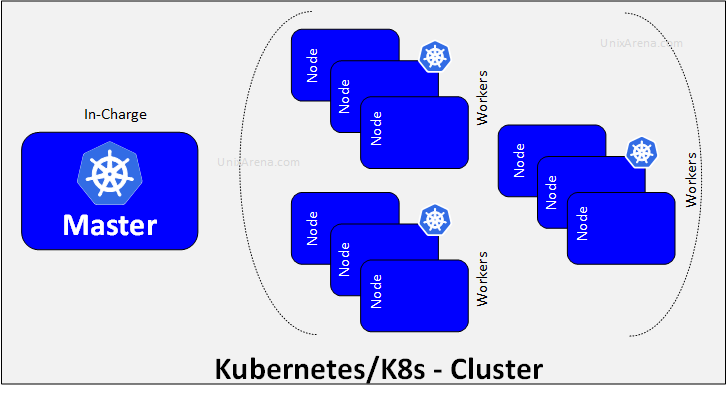 UnixArena.com
Node
Node
Node
Workers
In-Charge
Master
UnixArena.com
Node
Node
Node
Workers
Node
Node
Node
Workers
Kubernetes/K8s - Cluster